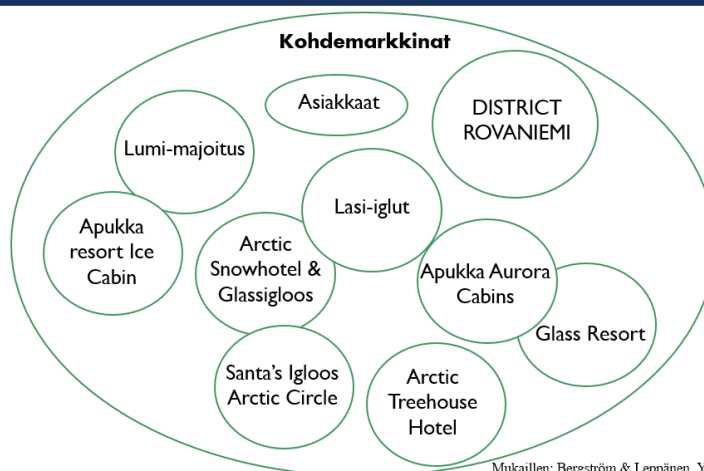 Kohdemarkkinat
Asiakkaat
DISTRICT
ROVANIEMI
Lumi-majoitus
Lasi-iglut
Apukka
resort Ice
Cabin
Arctic
Snowhotel &
Glassigloos
Apukka Aurora
Cabins
Glass Resort
Santa's Igloos
Arctic Circle
Arctic
Treehouse
Hotel
Mukaillen: Bergström & Leppänen, Y